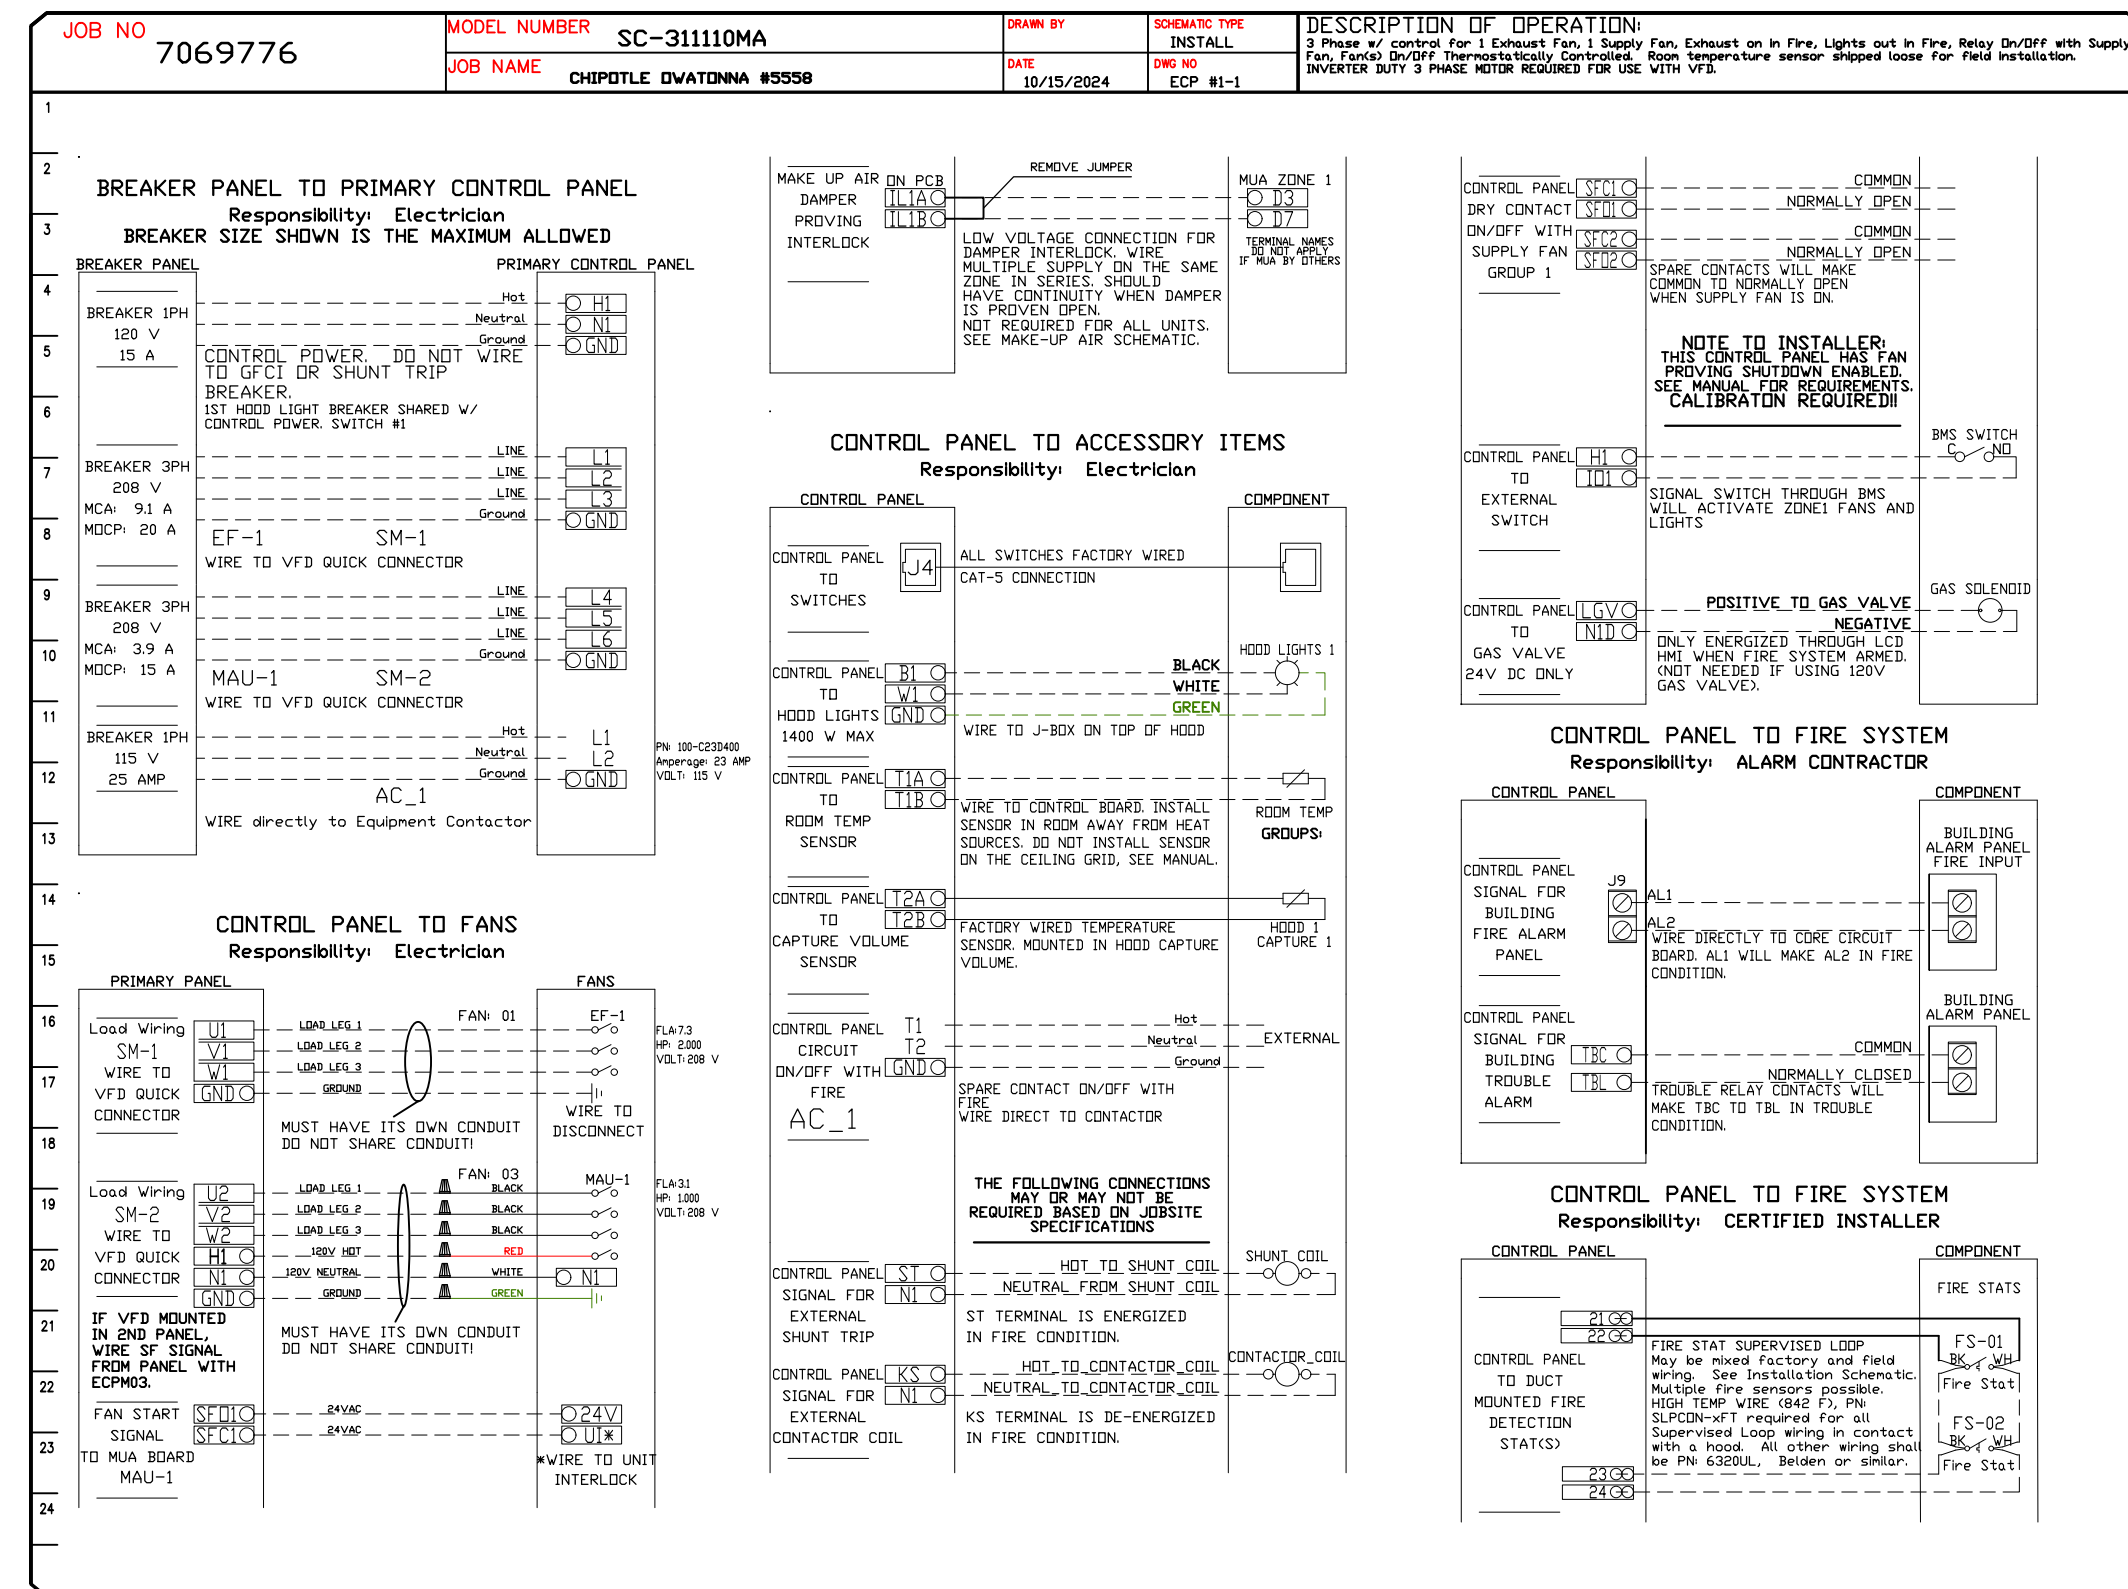 JOB NO
7069776
MODEL NUMBER
SC-311110MA
JOB NAME
CHIPOTLE OWATONNA #5558
DRAWN BY
DATE
10/15/2024
SCHEMATIC TYPE
INSTALL
DWG NO
ECP #1-1
DESCRIPTION OF OPERATION:
3 Phase w/ control for 1 Exhaust Fan, 1 Supply Fan, Exhaust on in Fire, Lights out in Fire, Relay On/Off with Supply
Fan, Fan(s) On/Off Thermostatically Controlled.  Room temperature sensor shipped loose for field installation.
INVERTER DUTY 3 PHASE MOTOR REQUIRED FOR USE WITH VFD.
1
2
3
4
5
6
7
8
9
10
11
12
13
14
15
16
17
18
19
20
21
22
23
24
BREAKER PANEL TO PRIMARY CONTROL PANEL
Responsibility: Electrician
BREAKER SIZE SHOWN IS THE MAXIMUM ALLOWED
BREAKER PANEL
PRIMARY CONTROL PANEL
BREAKER 1PH
120 V
15 A
Hot
H1
Neutral
N1
Ground
GND
CONTROL POWER.  DO NOT WIRE
TO GFCI OR SHUNT TRIP
BREAKER.
1ST HOOD LIGHT BREAKER SHARED W/
CONTROL POWER. SWITCH #1
BREAKER 3PH
208 V
MCA: 9.1 A
MOCP: 20 A
LINE
L1
LINE
L2
LINE
L3
Ground
GND
EF-1
SM-1
WIRE TO VFD QUICK CONNECTOR
BREAKER 3PH
208 V
MCA: 3.9 A
MOCP: 15 A
LINE
L4
LINE
L5
LINE
L6
Ground
GND
MAU-1
SM-2
WIRE TO VFD QUICK CONNECTOR
BREAKER 1PH
115 V
25 AMP
Hot
L1
Neutral
L2
Ground
GND
PN: 100-C23D400
Amperage: 23 AMP
VOLT: 115 V
AC_1
WIRE directly to Equipment Contactor
CONTROL PANEL TO FANS
Responsibility: Electrician
PRIMARY PANEL
FANS
Load Wiring
SM-1
WIRE TO
VFD QUICK
CONNECTOR
U1
V1
W1
GND
LOAD LEG 1
LOAD LEG 2
LOAD LEG 3
GROUND
FAN: 01
EF-1
FLA:7.3
HP: 2.000
VOLT: 208 V
WIRE TO
DISCONNECT
MUST HAVE ITS OWN CONDUIT
DO NOT SHARE CONDUIT!
Load Wiring
SM-2
WIRE TO
VFD QUICK
CONNECTOR
U2
V2
W2
H1
N1
GND
LOAD LEG 1
LOAD LEG 2
LOAD LEG 3
120V HOT
120V NEUTRAL
GROUND
FAN: 03
BLACK
BLACK
BLACK
RED
WHITE
GREEN
MAU-1
N1
FLA:3.1
HP: 1.000
VOLT: 208 V
IF VFD MOUNTED
IN 2ND PANEL,
WIRE SF SIGNAL
FROM PANEL WITH
ECPM03.
MUST HAVE ITS OWN CONDUIT
DO NOT SHARE CONDUIT!
FAN START
SIGNAL
TO MUA BOARD
MAU-1
SFO1
SFC1
24VAC
24VAC
24V
UI*
*WIRE TO UNIT
INTERLOCK
MAKE UP AIR
DAMPER
PROVING
INTERLOCK
ON PCB
IL1A
IL1B
REMOVE JUMPER
MUA ZONE 1
D3
D7
TERMINAL NAMES
DO NOT APPLY
IF MUA BY OTHERS
LOW VOLTAGE CONNECTION FOR
DAMPER INTERLOCK. WIRE
MULTIPLE SUPPLY ON THE SAME
ZONE IN SERIES. SHOULD
HAVE CONTINUITY WHEN DAMPER
IS PROVEN OPEN.
NOT REQUIRED FOR ALL UNITS.
SEE MAKE-UP AIR SCHEMATIC.
CONTROL PANEL TO ACCESSORY ITEMS
Responsibility: Electrician
CONTROL PANEL
COMPONENT
CONTROL PANEL
TO
SWITCHES
J4
ALL SWITCHES FACTORY WIRED
CAT-5 CONNECTION
CONTROL PANEL
TO
HOOD LIGHTS
1400 W MAX
B1
W1
GND
BLACK
WHITE
GREEN
HOOD LIGHTS 1
WIRE TO J-BOX ON TOP OF HOOD
CONTROL PANEL
TO
ROOM TEMP
SENSOR
T1A
T1B
WIRE TO CONTROL BOARD. INSTALL
SENSOR IN ROOM AWAY FROM HEAT
SOURCES. DO NOT INSTALL SENSOR
ON THE CEILING GRID, SEE MANUAL.
ROOM TEMP
GROUPS:
CONTROL PANEL
TO
CAPTURE VOLUME
SENSOR
T2A
T2B
FACTORY WIRED TEMPERATURE
SENSOR. MOUNTED IN HOOD CAPTURE
VOLUME.
HOOD 1
CAPTURE 1
CONTROL PANEL
CIRCUIT
ON/OFF WITH
FIRE
AC_1
T1
T2
GND
Hot
Neutral
Ground
EXTERNAL
SPARE CONTACT ON/OFF WITH
FIRE
WIRE DIRECT TO CONTACTOR
THE FOLLOWING CONNECTIONS
MAY OR MAY NOT BE
REQUIRED BASED ON JOBSITE
SPECIFICATIONS
CONTROL PANEL
SIGNAL FOR
EXTERNAL
SHUNT TRIP
ST
N1
HOT TO SHUNT COIL
NEUTRAL FROM SHUNT COIL
SHUNT COIL
ST TERMINAL IS ENERGIZED
IN FIRE CONDITION.
CONTROL PANEL
SIGNAL FOR
EXTERNAL
CONTACTOR COIL
KS
N1
HOT TO CONTACTOR COIL
NEUTRAL TO CONTACTOR COIL
CONTACTOR COIL
KS TERMINAL IS DE-ENERGIZED
IN FIRE CONDITION.
CONTROL PANEL
DRY CONTACT
ON/OFF WITH
SUPPLY FAN
GROUP 1
SFC1
SFO1
SFC2
SFO2
COMMON
NORMALLY OPEN
COMMON
NORMALLY OPEN
SPARE CONTACTS WILL MAKE
COMMON TO NORMALLY OPEN
WHEN SUPPLY FAN IS ON.
NOTE TO INSTALLER:
THIS CONTROL PANEL HAS FAN
PROVING SHUTDOWN ENABLED.
SEE MANUAL FOR REQUIREMENTS.
CALIBRATON REQUIRED!!
CONTROL PANEL
TO
EXTERNAL
SWITCH
H1
IO1
BMS SWITCH
C
NO
SIGNAL SWITCH THROUGH BMS
WILL ACTIVATE ZONE1 FANS AND
LIGHTS
CONTROL PANEL
TO
GAS VALVE
24V DC ONLY
LGV
N1D
POSITIVE TO GAS VALVE
NEGATIVE
GAS SOLENOID
ONLY ENERGIZED THROUGH LCD
HMI WHEN FIRE SYSTEM ARMED.
(NOT NEEDED IF USING 120V
GAS VALVE).
CONTROL PANEL TO FIRE SYSTEM
Responsibility: ALARM CONTRACTOR
CONTROL PANEL
COMPONENT
CONTROL PANEL
SIGNAL FOR
BUILDING
FIRE ALARM
PANEL
J9
AL1
AL2
BUILDING
ALARM PANEL
FIRE INPUT
WIRE DIRECTLY TO CORE CIRCUIT
BOARD. AL1 WILL MAKE AL2 IN FIRE
CONDITION.
CONTROL PANEL
SIGNAL FOR
BUILDING
TROUBLE
ALARM
TBC
TBL
COMMON
NORMALLY CLOSED
BUILDING
ALARM PANEL
TROUBLE RELAY CONTACTS WILL
MAKE TBC TO TBL IN TROUBLE
CONDITION.
CONTROL PANEL TO FIRE SYSTEM
Responsibility: CERTIFIED INSTALLER
CONTROL PANEL
COMPONENT
FIRE STATS
CONTROL PANEL
TO DUCT
MOUNTED FIRE
DETECTION
STAT(S)
21
22
23
24
FIRE STAT SUPERVISED LOOP
May be mixed factory and field
wiring.  See Installation Schematic.
Multiple fire sensors possible.
HIGH TEMP WIRE (842 F), PN:
SLPCON-xFT required for all
Supervised Loop wiring in contact
with a hood.  All other wiring shall
be PN: 6320UL,  Belden or similar.
FS-01
BK
WH
Fire Stat
FS-02
BK
WH
Fire Stat